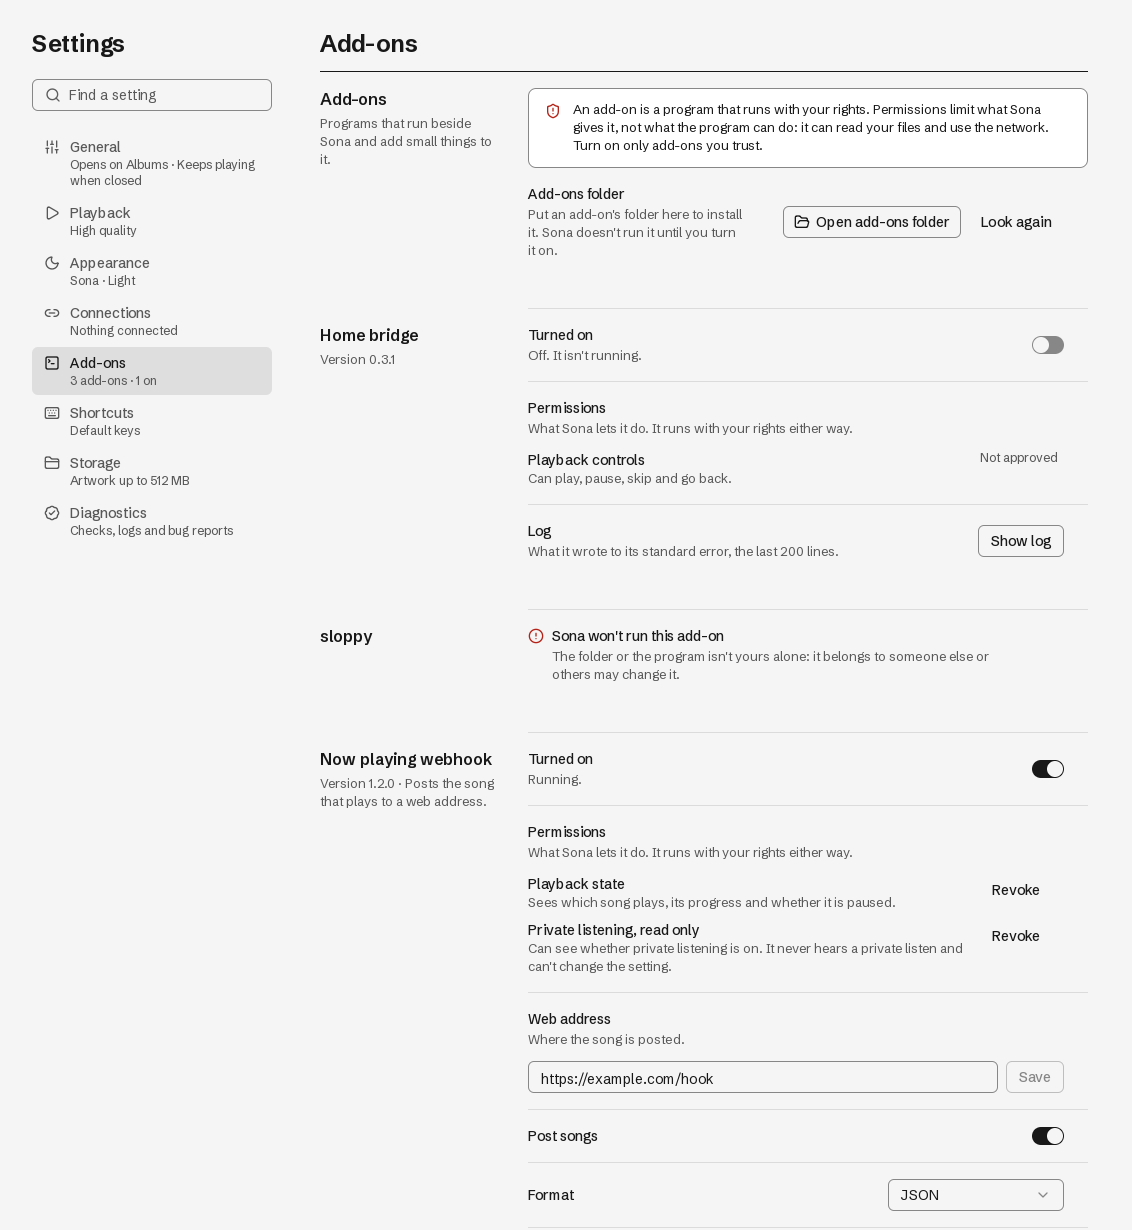 Settings
Find a setting
General
Opens on Albums · Keeps playing
when closed
Playback
High quality
Appearance
Sona · Light
Connections
Nothing connected
Add-ons
3 add-ons · 1 on
Shortcuts
Default keys
Storage
Artwork up to 512 MB
Diagnostics
Checks, logs and bug reports
Add-ons
Add-ons
Programs that run beside
Sona and add small things to
it.
An add-on is a program that runs with your rights. Permissions limit what Sona
gives it, not what the program can do: it can read your files and use the network.
Turn on only add-ons you trust.
Add-ons folder
Put an add-on's folder here to install
it. Sona doesn't run it until you turn
it on.
Open add-ons folder
Look again
Home bridge
Version 0.3.1
Turned on
Off. It isn't running.
Permissions
What Sona lets it do. It runs with your rights either way.
Playback controls
Can play, pause, skip and go back.
Not approved
Log
What it wrote to its standard error, the last 200 lines.
Show log
sloppy
Sona won't run this add-on
The folder or the program isn't yours alone: it belongs to someone else or
others may change it.
Now playing webhook
Version 1.2.0 · Posts the song
that plays to a web address.
Turned on
Running.
Permissions
What Sona lets it do. It runs with your rights either way.
Playback state
Sees which song plays, its progress and whether it is paused.
Revoke
Private listening, read only
Can see whether private listening is on. It never hears a private listen and
can't change the setting.
Revoke
Web address
Where the song is posted.
https://example.com/hook
Save
Post songs
Format
JSON